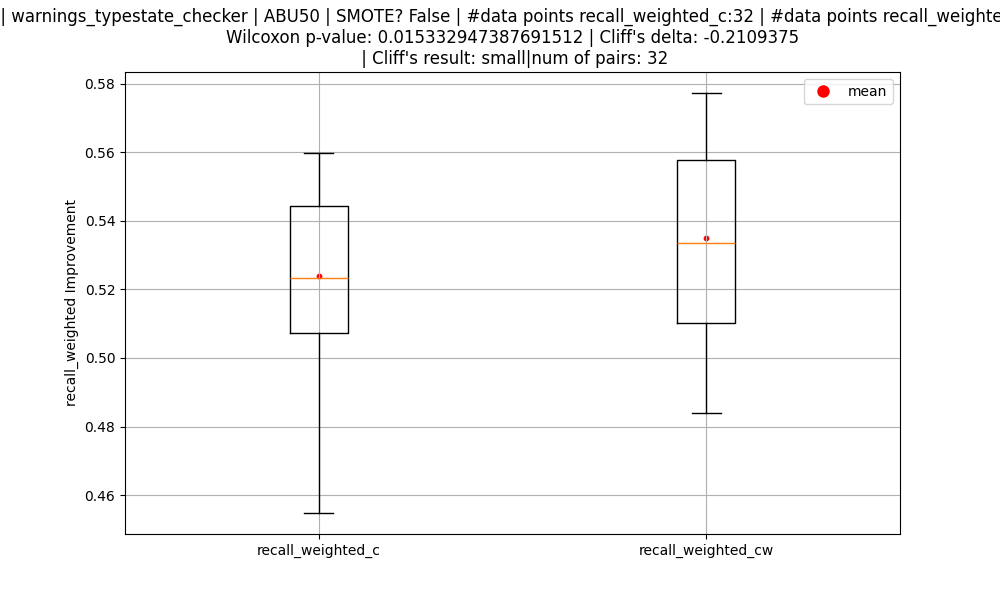 | warnings_typestate_checker | ABU50 | SMOTE? False | #data points recall_weighted_c:32 | #data points
Wilcoxon p-value: 0.015332947387691512 | Cliff's delta: -0.2109375
| Cliff's result: small|num of pairs: 32
mean
0.58
0.56
0.54
0.52
0.50
0.48
0.46
recall_weighted Improvement
recall_weighted_c
recall_weighted_cw